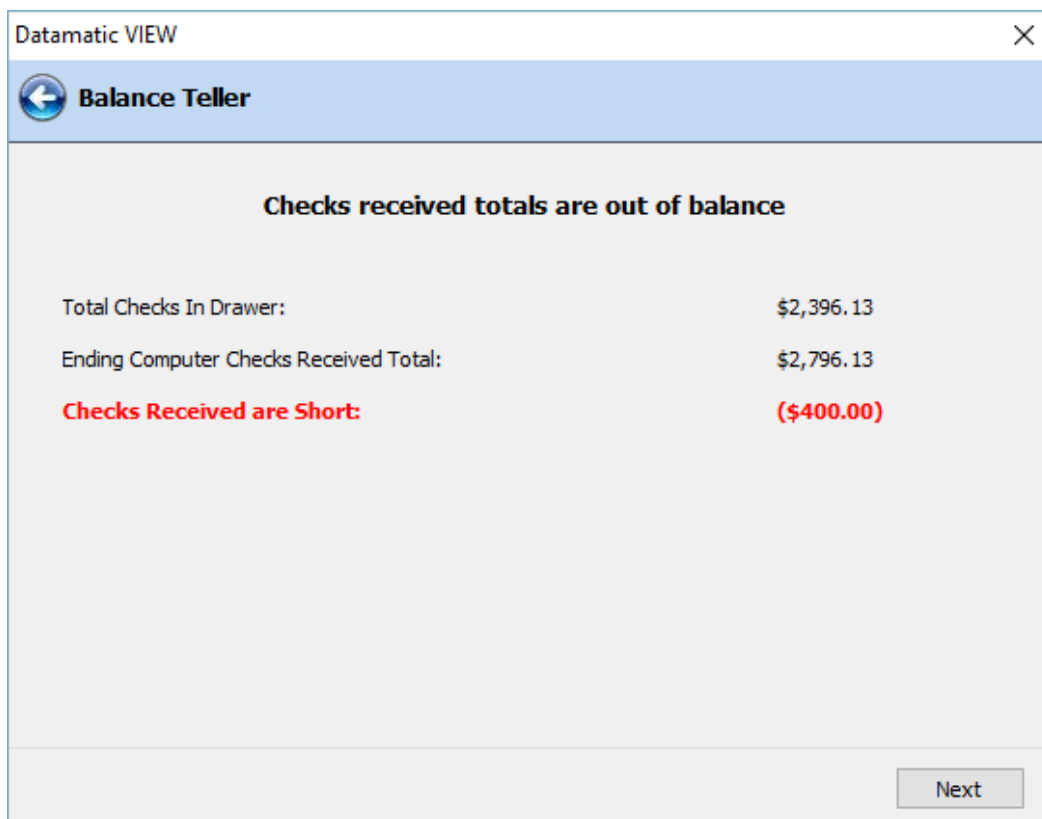 Datamatic VIEW
Balance Teller
Checks received totals are out of balance
Total Checks In Drawer: $2,396.13
Ending Computer Checks Received Total: $2,796.13
Checks Received are Short: ($400.00)
Next